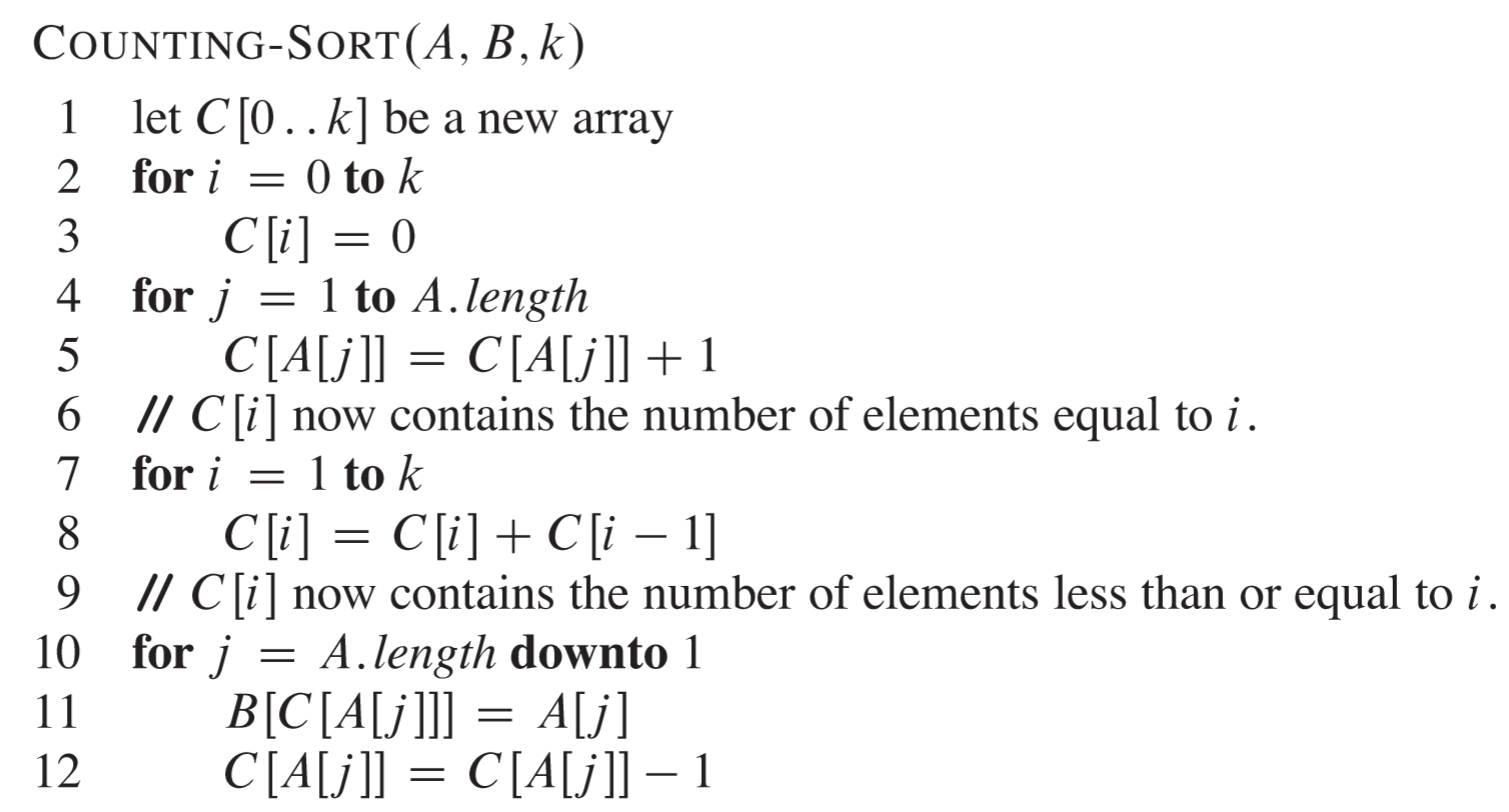 COUNTING-SORT(A, B, k)
1 let C[0 . . k] be a new array
2 for i = 0 to k
3 C[i] = 0
4 for j = 1 to A.length
5 C[A[j]] = C[A[j]] + 1
6 // C[i] now contains the number of elements equal to i.
7 for i = 1 to k
8 C[i] = C[i] + C[i − 1]
9 // C[i] now contains the number of elements less than or equal to i.
10 for j = A.length downto 1
11 B[C[A[j]]] = A[j]
12 C[A[j]] = C[A[j]] − 1